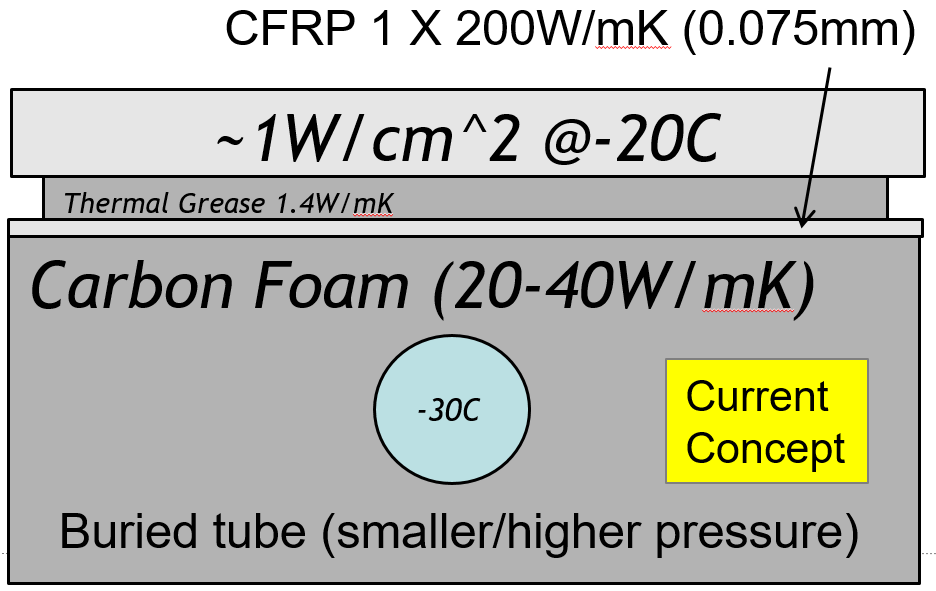 CFRP 1 X 200W/mK (0.075mm)
~1W/cm^2 @-20C
Thermal Grease 1.4W/mK
Carbon Foam (20-40W/mK)
-30C
Current
Concept
Buried tube (smaller/higher pressure)